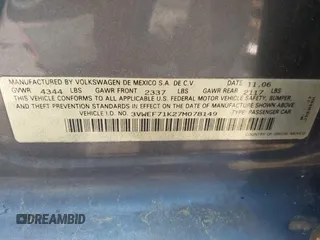 MANUFACTURED BY VOLKSWAGEN DE MEXICO S.A. DE C.V. DATE 11.06
GVWR 4344 LBS GAWR FRONT 2337 LBS GAWR REAR 2117 LBS
THIS VEHICLE CONFORMS TO ALL APPLICABLE U.S. FEDERAL MOTOR VEHICLE SAFETY, BUMPER,
AND THEFT PREVENTION STANDARDS IN EFFECT ON THE DATE OF MANUFACTURE SHOWN ABOVE.
VEHICLE I.D. NO. 3VWEF71K27M078149 TYPE: PASSENGER CAR
DREAMBID